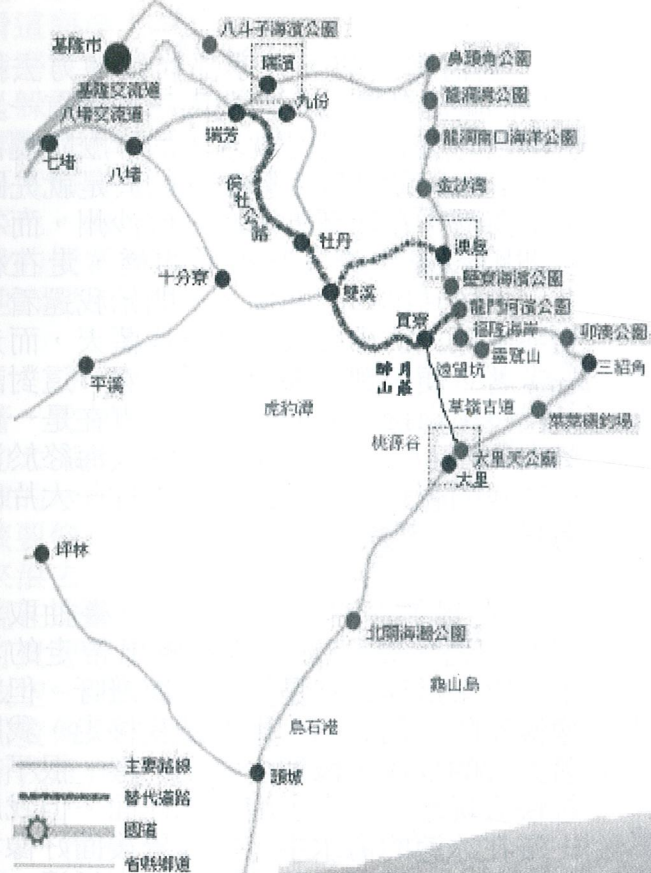 八斗子海濱公園
基隆市
瑞濱
鼻頭角公園
基隆交流道
八堵交流道
九份
龍洞灣公園
瑞芳
龍洞南口海洋公園
七堵
八堵
侯牡公路
金沙灣
牡丹
澳底
十分寮
鹽寮海濱公園
雙溪
龍門河濱公園
貢寮
福隆海岸
卯澳公園
靈鷲山
三紹角
醉月山莊
遠望坑
平溪
虎豹潭
草嶺古道
萊萊磯釣場
桃源谷
大里天公廟
大里
坪林
北關海潮公園
龜山島
烏石港
頭城
主要路線
替代道路
國道
省縣鄉道